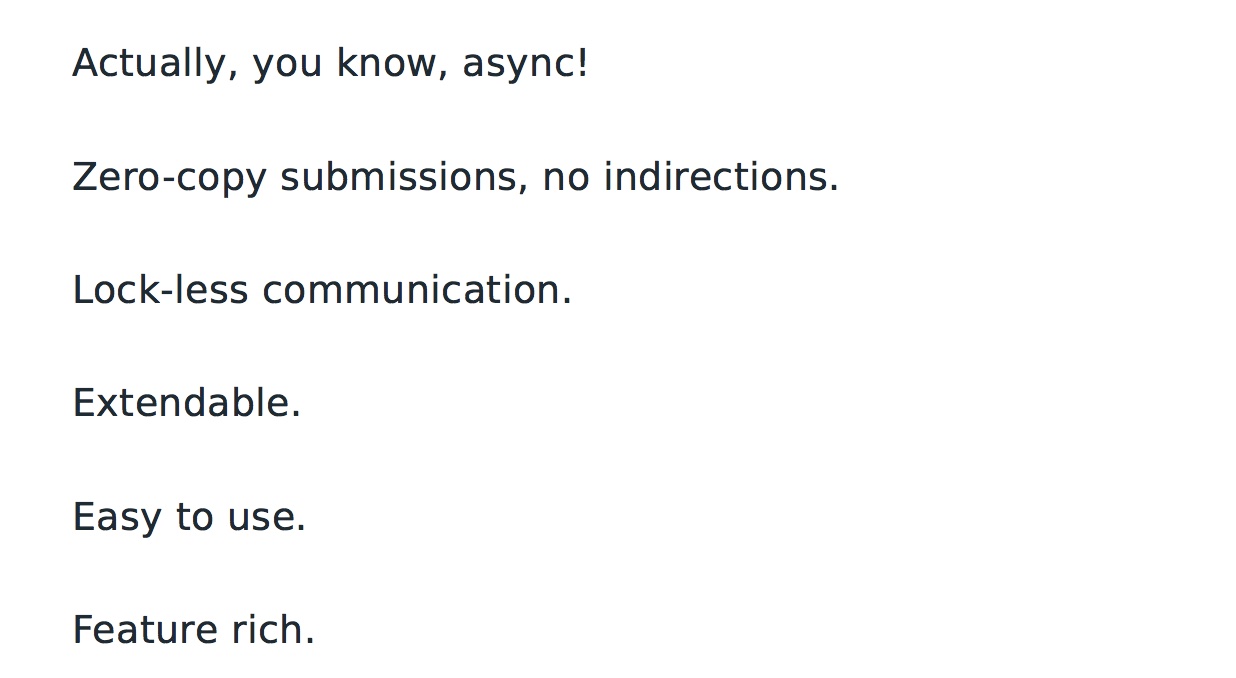 Actually, you know, async!
Zero-copy submissions, no indirections.
Lock-less communication.
Extendable.
Easy to use.
Feature rich.